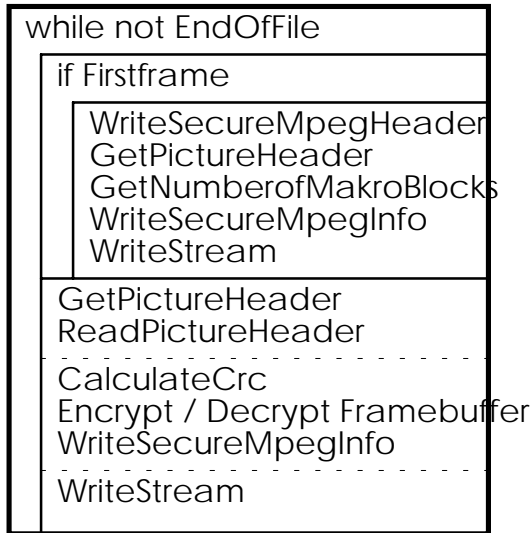 while not EndOfFile
if Firstframe
WriteSecureMpegHeader
GetPictureHeader
GetNumberofMakroBlocks
WriteSecureMpegInfo
WriteStream
GetPictureHeader
ReadPictureHeader
CalculateCrc
Encrypt / Decrypt Framebuffer
WriteSecureMpegInfo
WriteStream